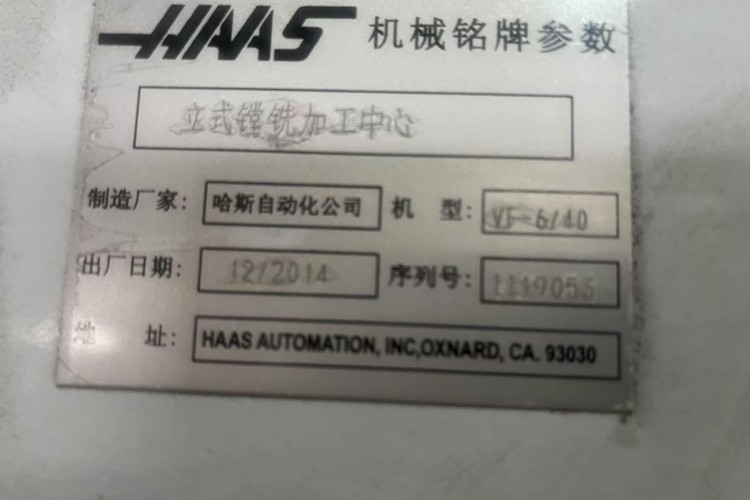 HAAS 机械铭牌参数
立式镗铣加工中心
制造厂家: 哈斯自动化公司 机 型: VF-6/40
出厂日期: 12/2014 序列号: 1119053
地 址: HAAS AUTOMATION, INC,OXNARD, CA. 93030